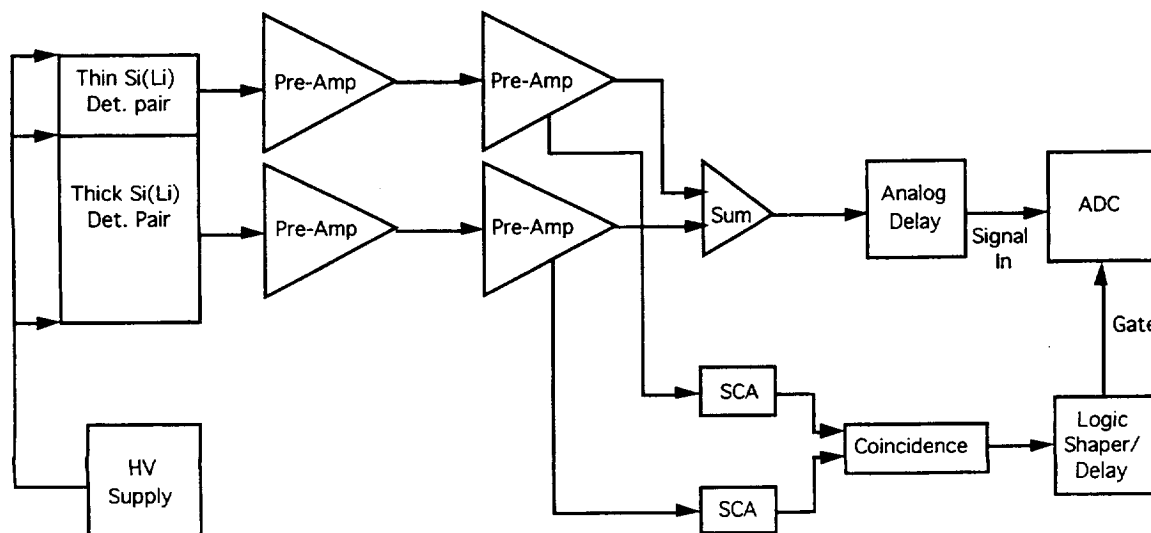 Thin Si(Li)
Det. pair
Pre-Amp
Pre-Amp
Thick Si(Li)
Det. Pair
Pre-Amp
Pre-Amp
Sum
Analog
Delay
Signal
In
ADC
Gate
SCA
SCA
Coincidence
Logic
Shaper/
Delay
HV
Supply